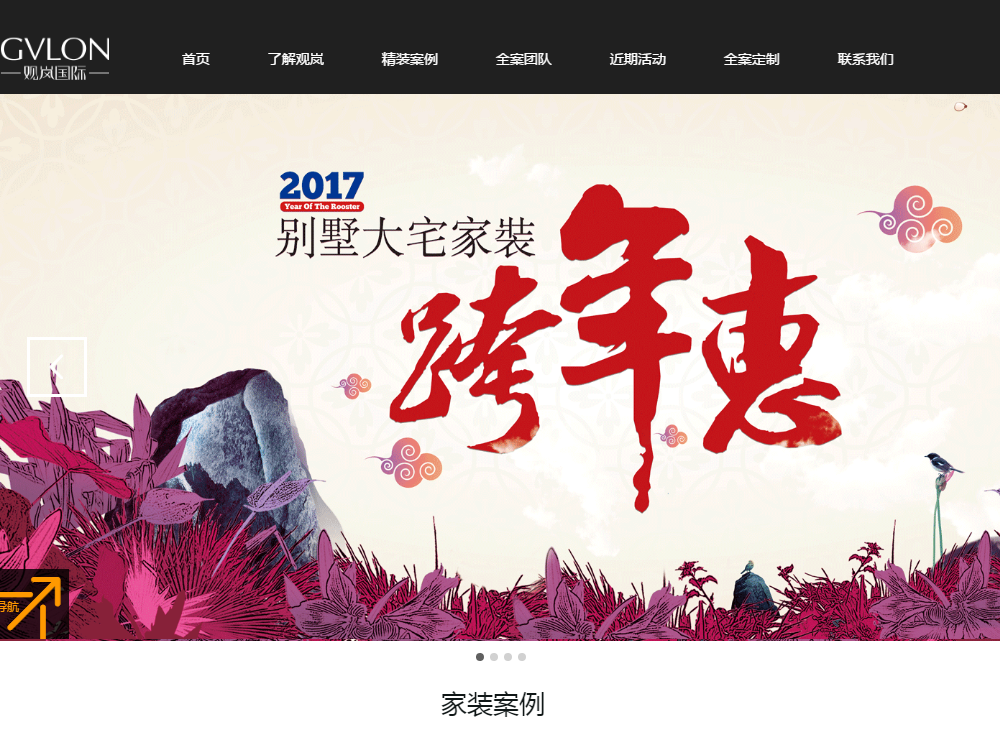 GVLON
观岚国际
首页 了解观岚 精装案例 全案团队 近期活动 全案定制 联系我们
2017
Year Of The Rooster
别墅大宅家装
跨年惠
导航
家装案例